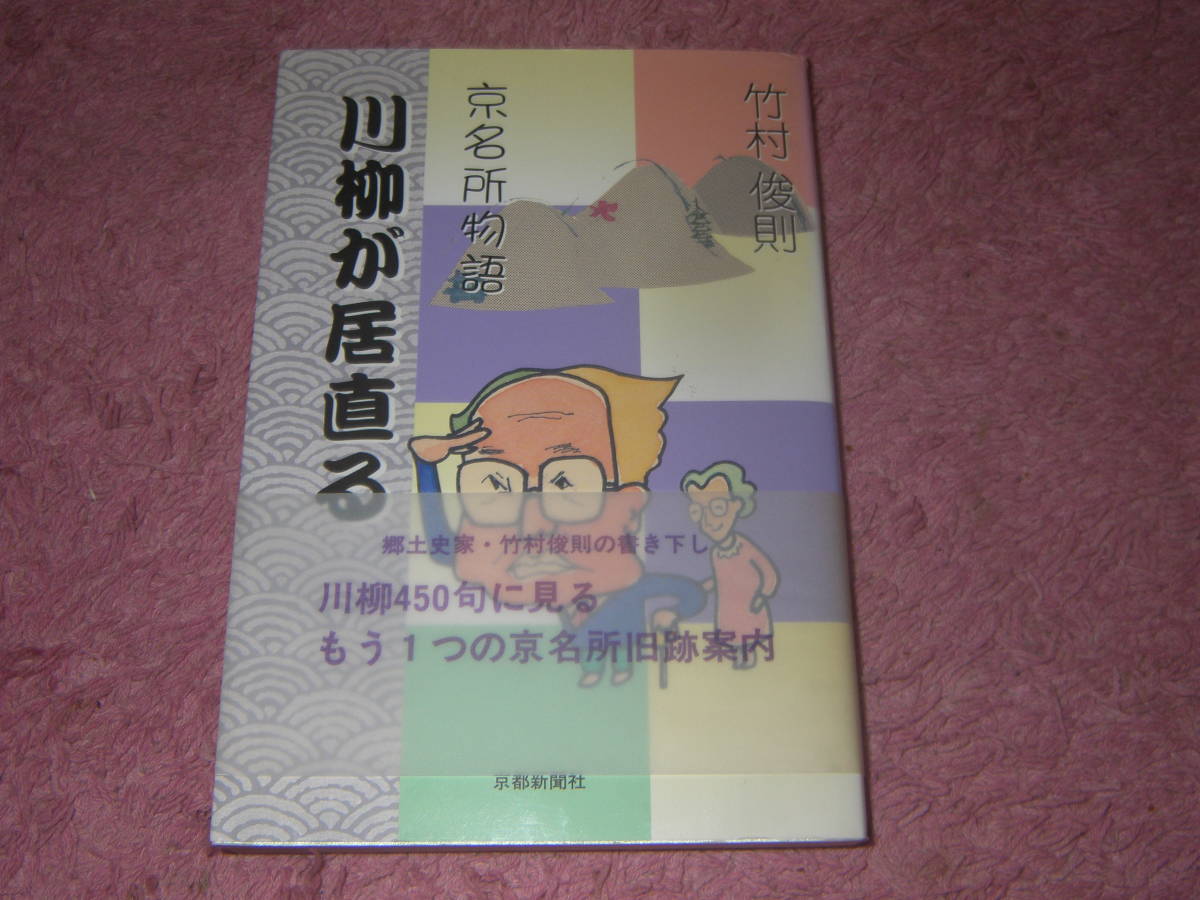 竹村俊則
京名所物語
川柳が居直る
郷土史家・竹村俊則の書き下し
川柳450句に見る
もう1つの京名所旧跡案内
京都新聞社